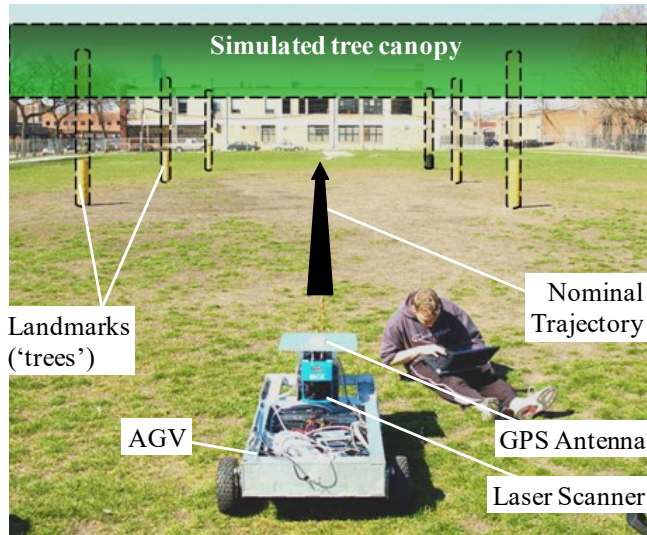 Simulated tree canopy
Landmarks
(‘trees’)
Nominal
Trajectory
AGV
GPS Antenna
Laser Scanner